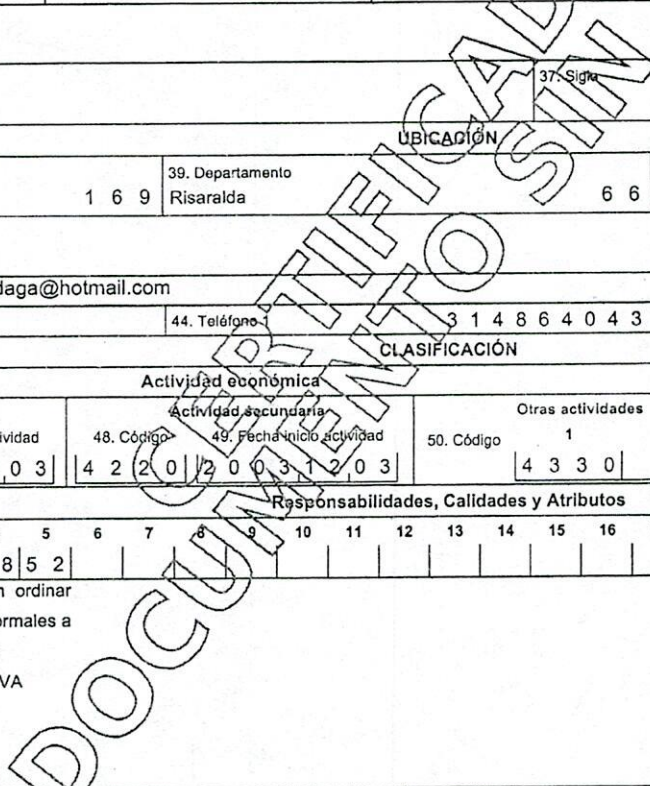 37. Sigla
UBICACIÓN
39. Departamento
1 6 9 Risaralda 6 6
daga@hotmail.com
44. Teléfono 1 3 1 4 8 6 4 0 4 3
CLASIFICACIÓN
Actividad económica
Actividad secundaria Otras actividades
ividad 48. Código 49. Fecha inicio actividad 50. Código 1
0 3 4 2 2 0 2 0 0 3 1 2 0 3 4 3 3 0
Responsabilidades, Calidades y Atributos
5 6 7 8 9 10 11 12 13 14 15 16
8 5 2
n ordinar
ormales a
VA
CERTIFICAD
DOCUMENTO SIN